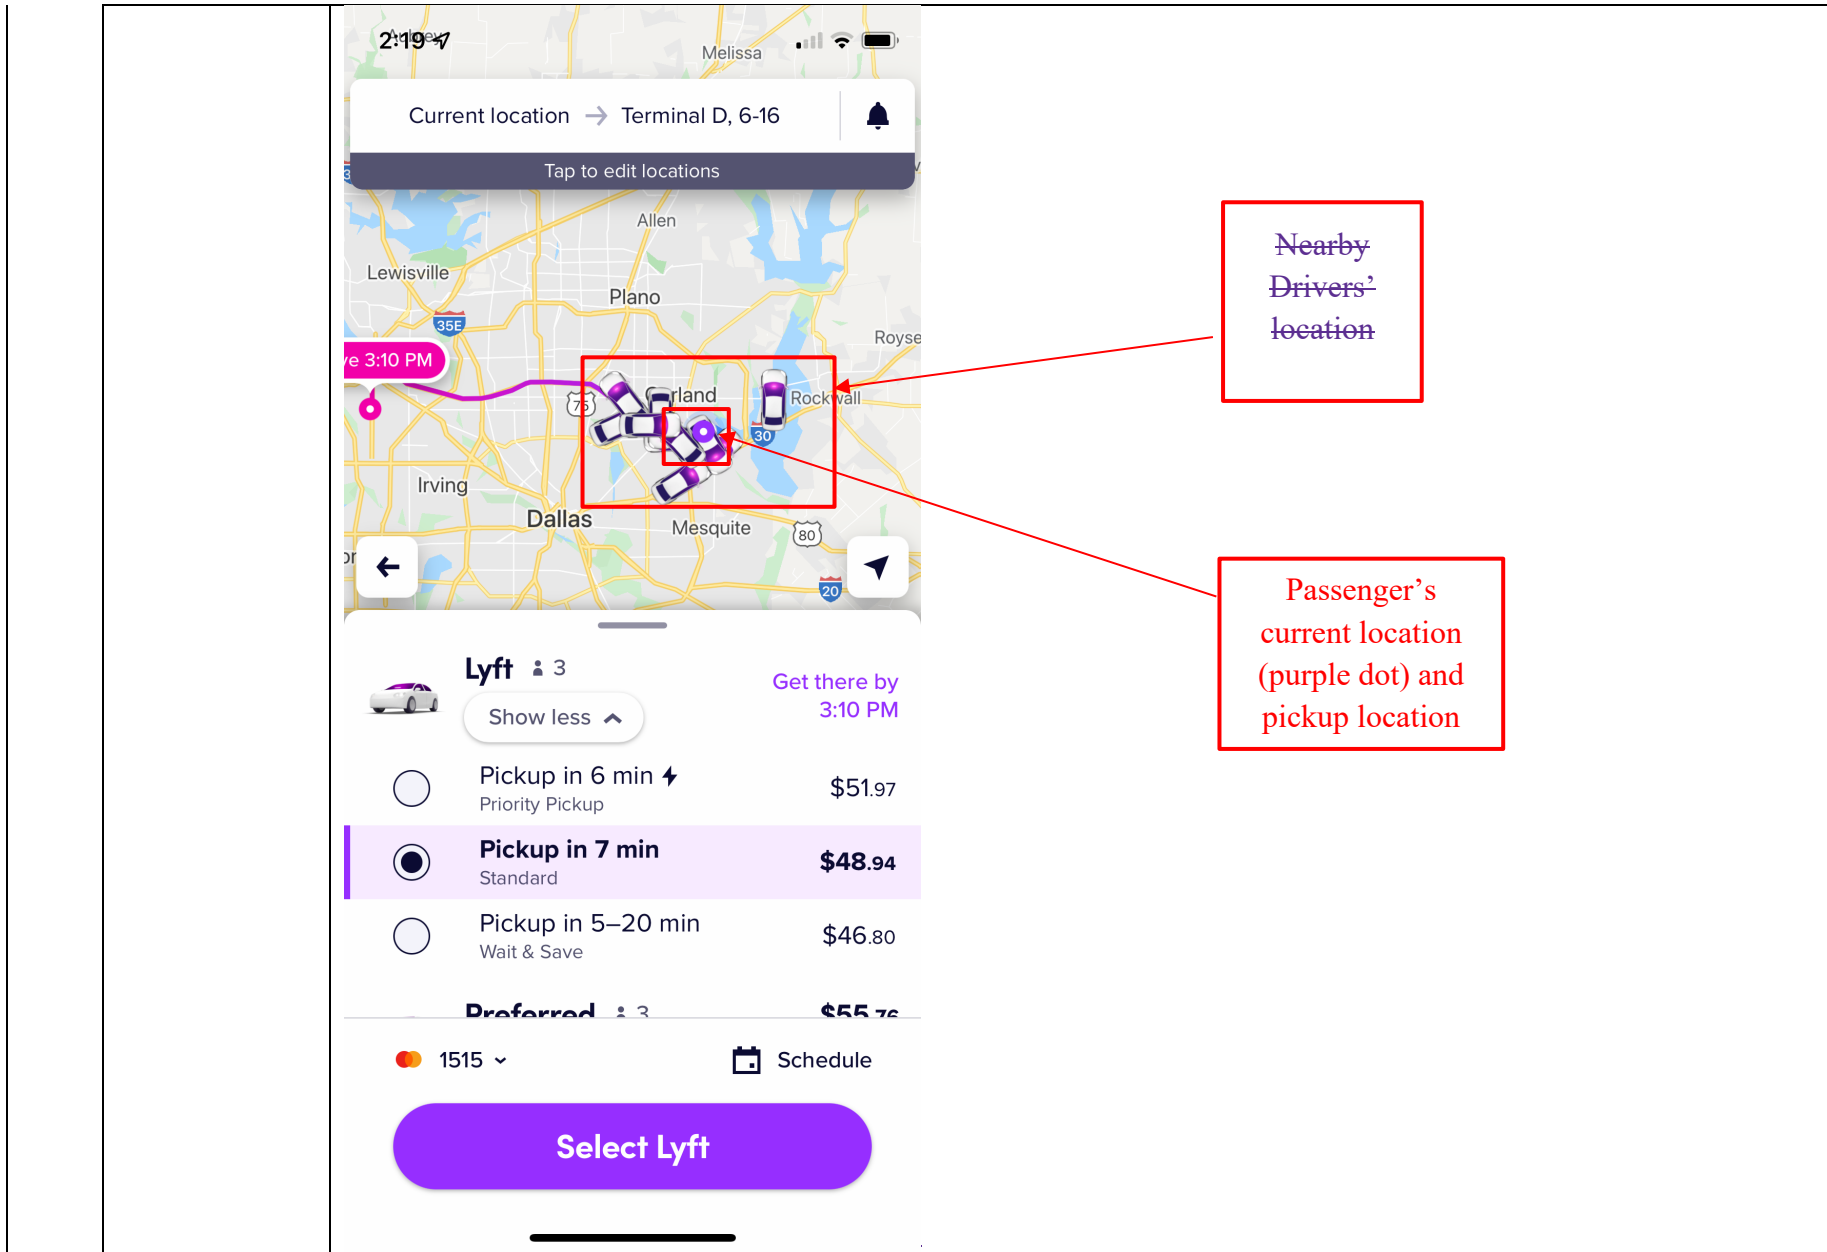 2:19
Melissa
Current location → Terminal D, 6-16
Tap to edit locations
Allen
Lewisville
Plano
35E
Royse
ve 3:10 PM
75
rland
Rockwall
30
Irving
Dallas
Mesquite
80
20
Lyft 3
Show less
Get there by
3:10 PM
Pickup in 6 min
Priority Pickup
$51.97
Pickup in 7 min
Standard
$48.94
Pickup in 5–20 min
Wait & Save
$46.80
Preferred 3
$55.76
1515
Schedule
Select Lyft
Nearby
Drivers’
location
Passenger’s
current location
(purple dot) and
pickup location